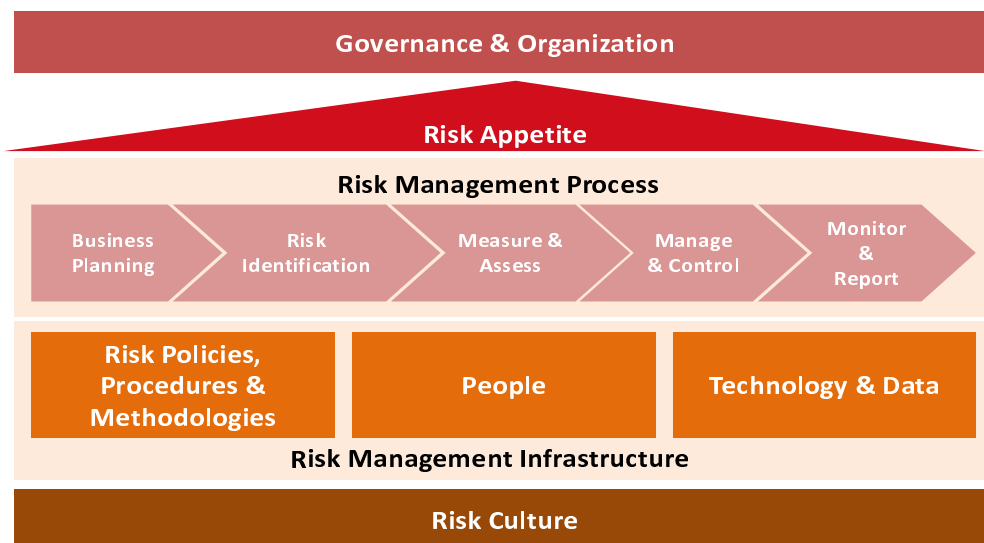 Governance & Organization
Risk Appetite
Risk Management Process
Business
Planning
Risk
Identification
Measure &
Assess
Manage
& Control
Monitor
&
Report
Risk Policies,
Procedures &
Methodologies
People
Technology & Data
Risk Management Infrastructure
Risk Culture